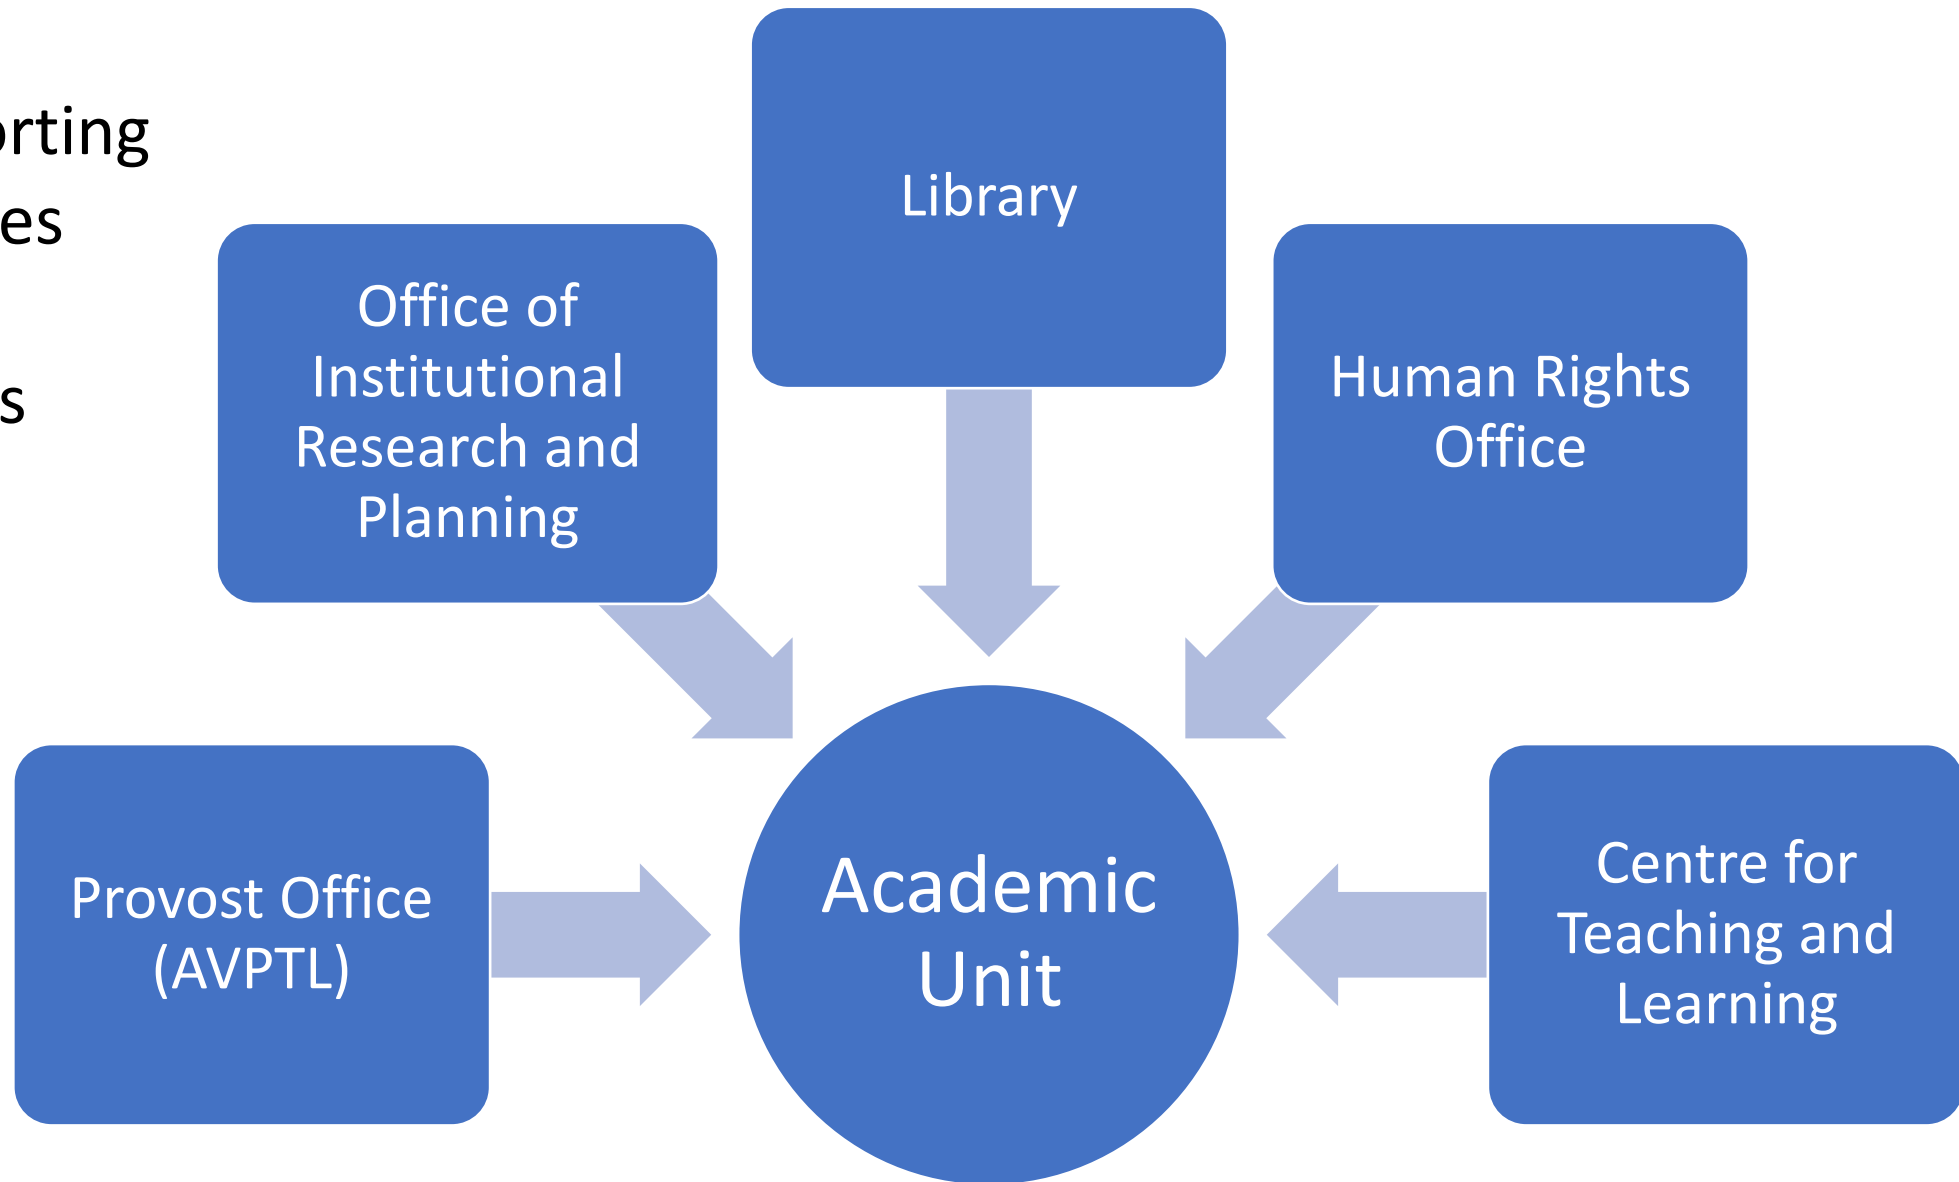 orting
es
s
Library
Office of
Institutional
Research and
Planning
Human Rights
Office
Provost Office
(AVPTL)
Academic
Unit
Centre for
Teaching and
Learning